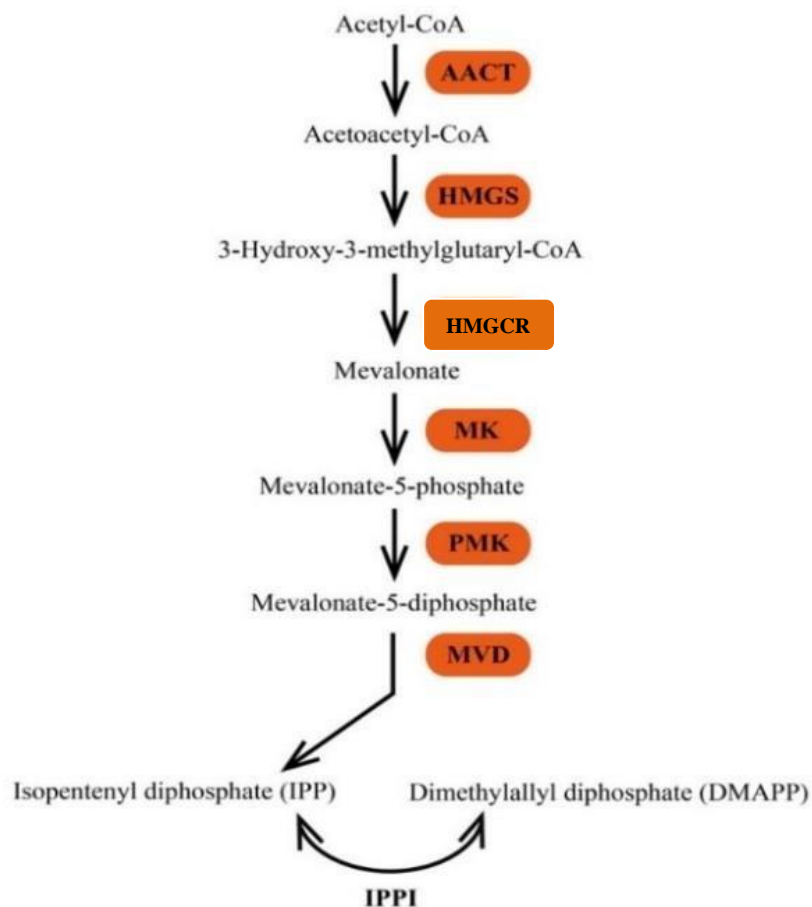 Acetyl-CoA
AACT
Acetoacetyl-CoA
HMGS
3-Hydroxy-3-methylglutaryl-CoA
HMGCR
Mevalonate
MK
Mevalonate-5-phosphate
PMK
Mevalonate-5-diphosphate
MVD
Isopentenyl diphosphate (IPP)
Dimethylallyl diphosphate (DMAPP)
IPPI